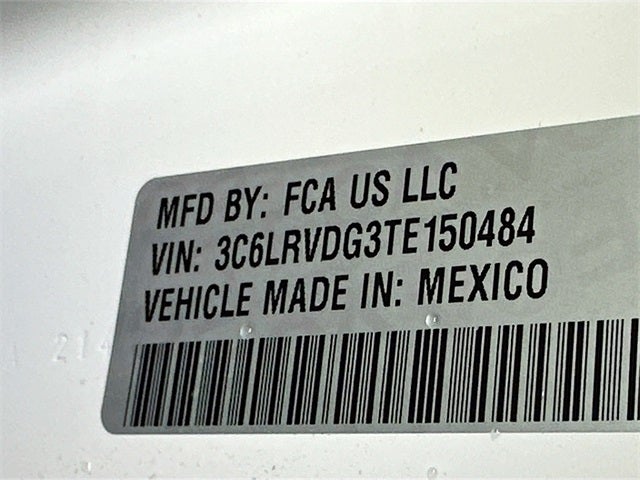 MFD BY: FCA US LLC
VIN: 3C6LRVDG3TE150484
VEHICLE MADE IN: MEXICO